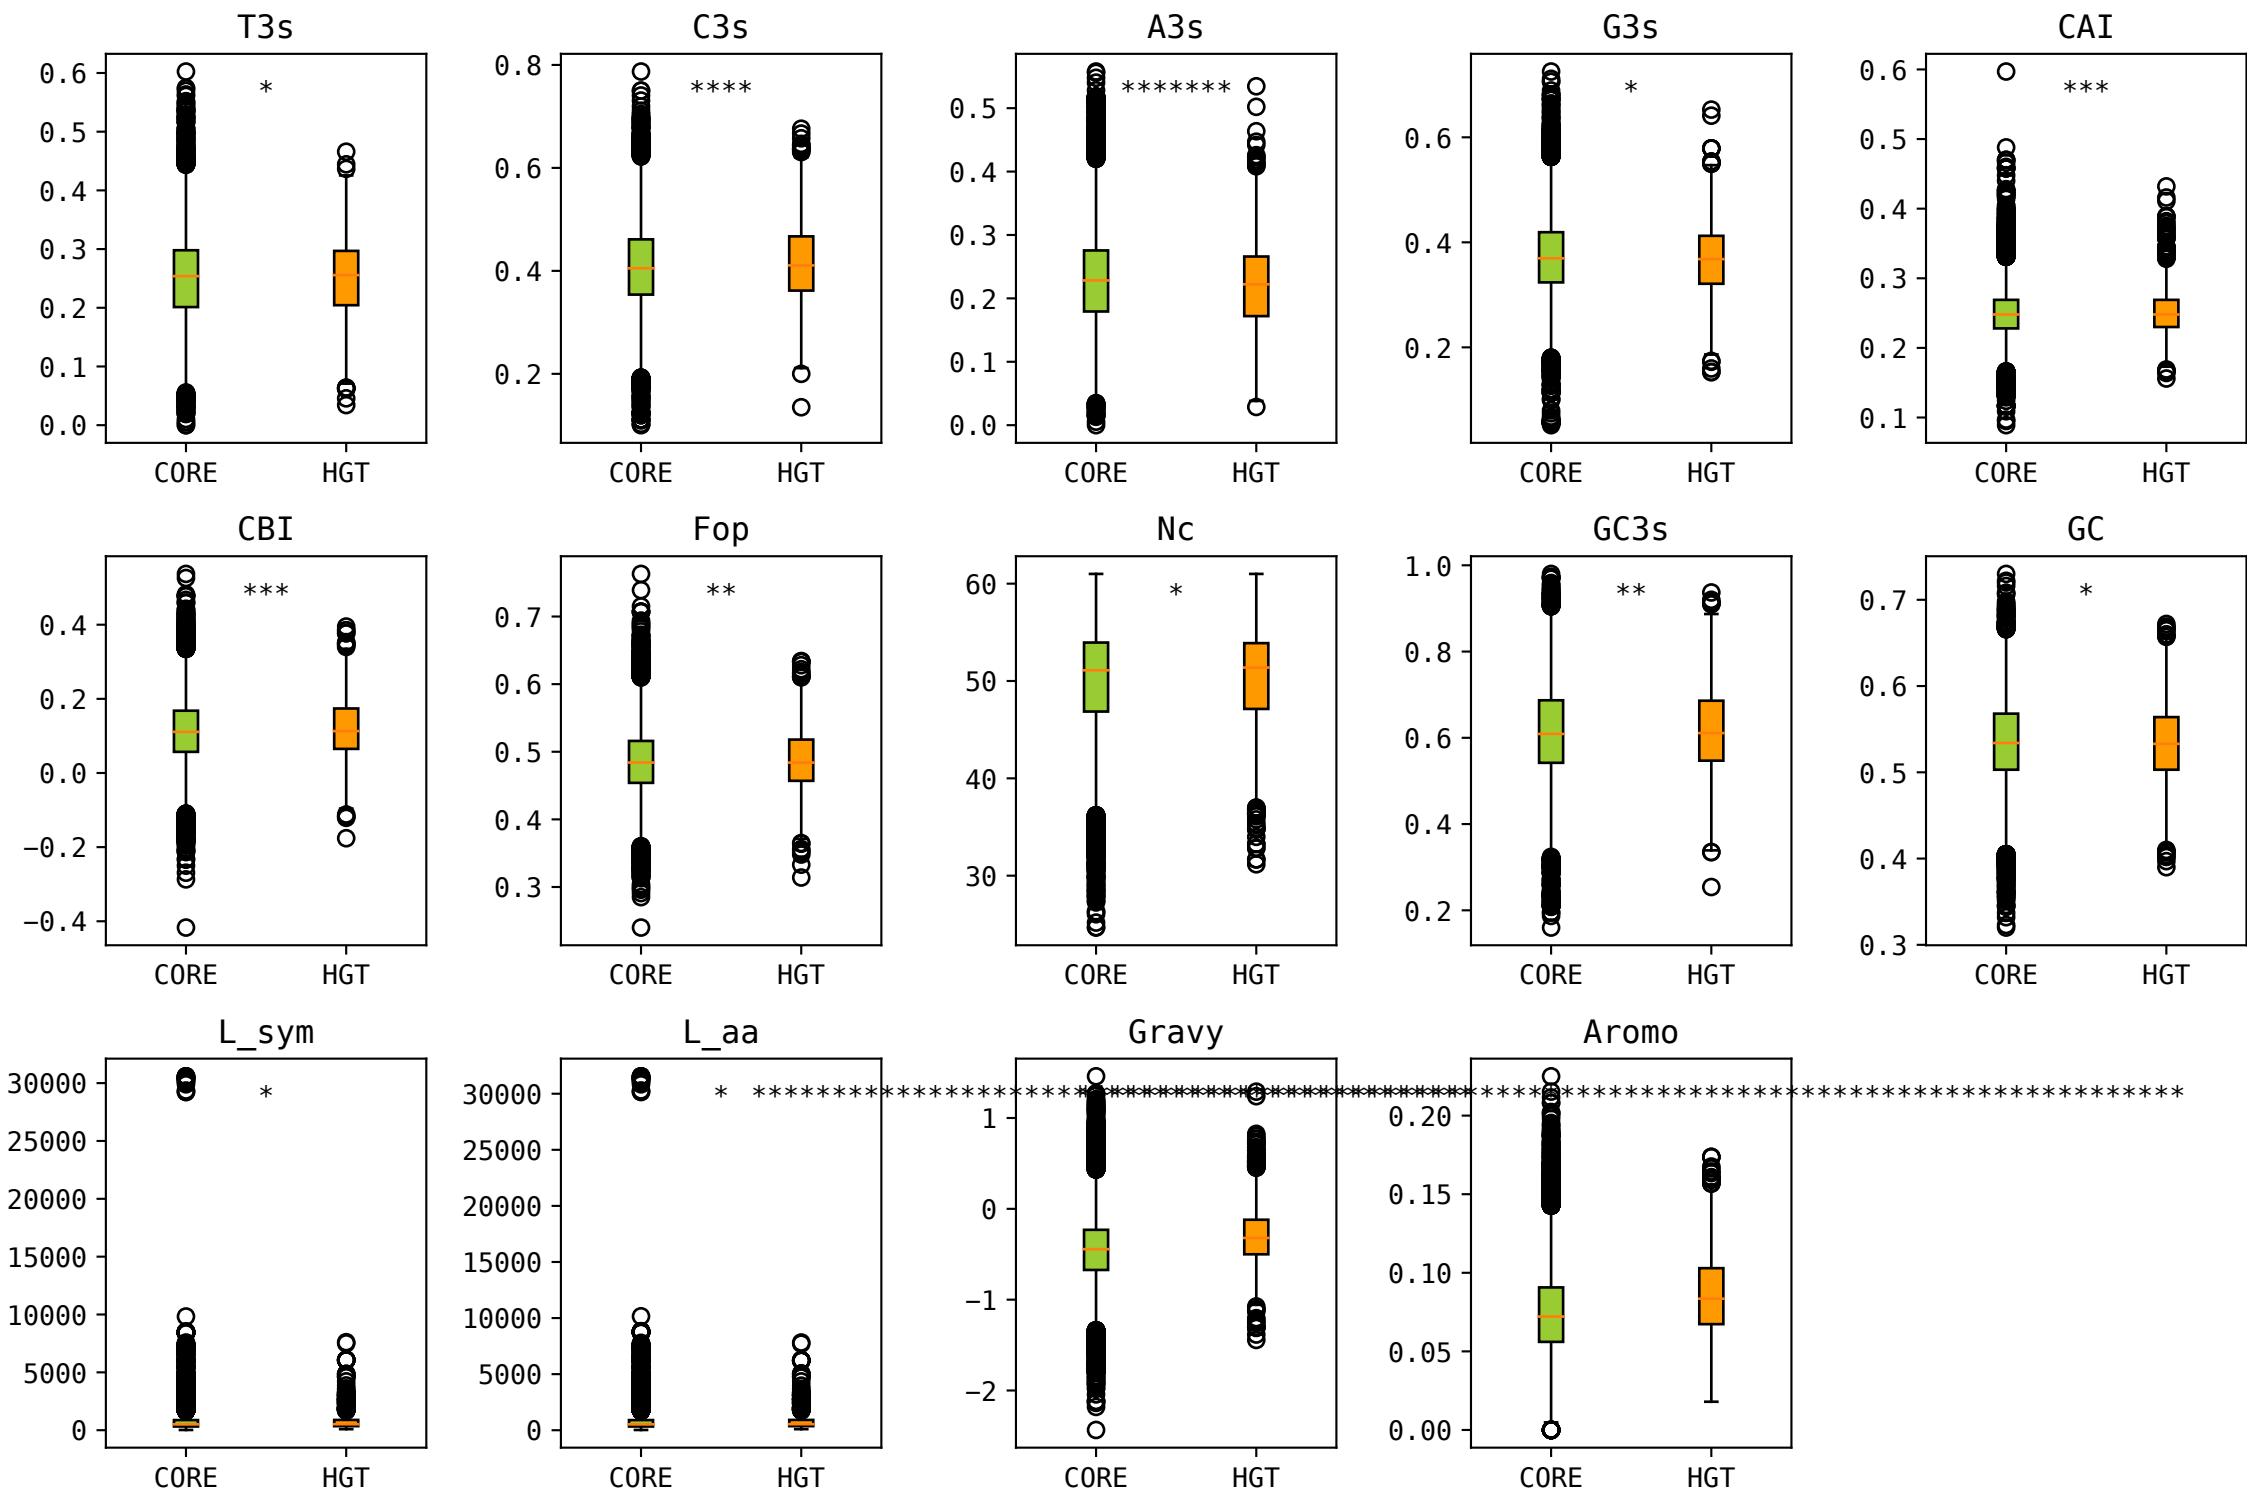 T3s C3s A3s G3s CAI
* **** ******* * ***
0.6 0.5 0.4 0.3 0.2 0.1 0.0
0.8 0.6 0.4 0.2
0.5 0.4 0.3 0.2 0.1 0.0
0.6 0.4 0.2
0.6 0.5 0.4 0.3 0.2 0.1
CORE HGT CORE HGT CORE HGT CORE HGT CORE HGT
CBI Fop Nc GC3s GC
*** ** * ** *
0.4 0.2 0.0 −0.2 −0.4
0.7 0.6 0.5 0.4 0.3
60 50 40 30
1.0 0.8 0.6 0.4 0.2
0.7 0.6 0.5 0.4 0.3
CORE HGT CORE HGT CORE HGT CORE HGT CORE HGT
L_sym L_aa Gravy Aromo
* *
30000 25000 20000 15000 10000 5000 0
30000 25000 20000 15000 10000 5000 0
1 0 −1 −2
0.20 0.15 0.10 0.05 0.00
CORE HGT CORE HGT CORE HGT CORE HGT